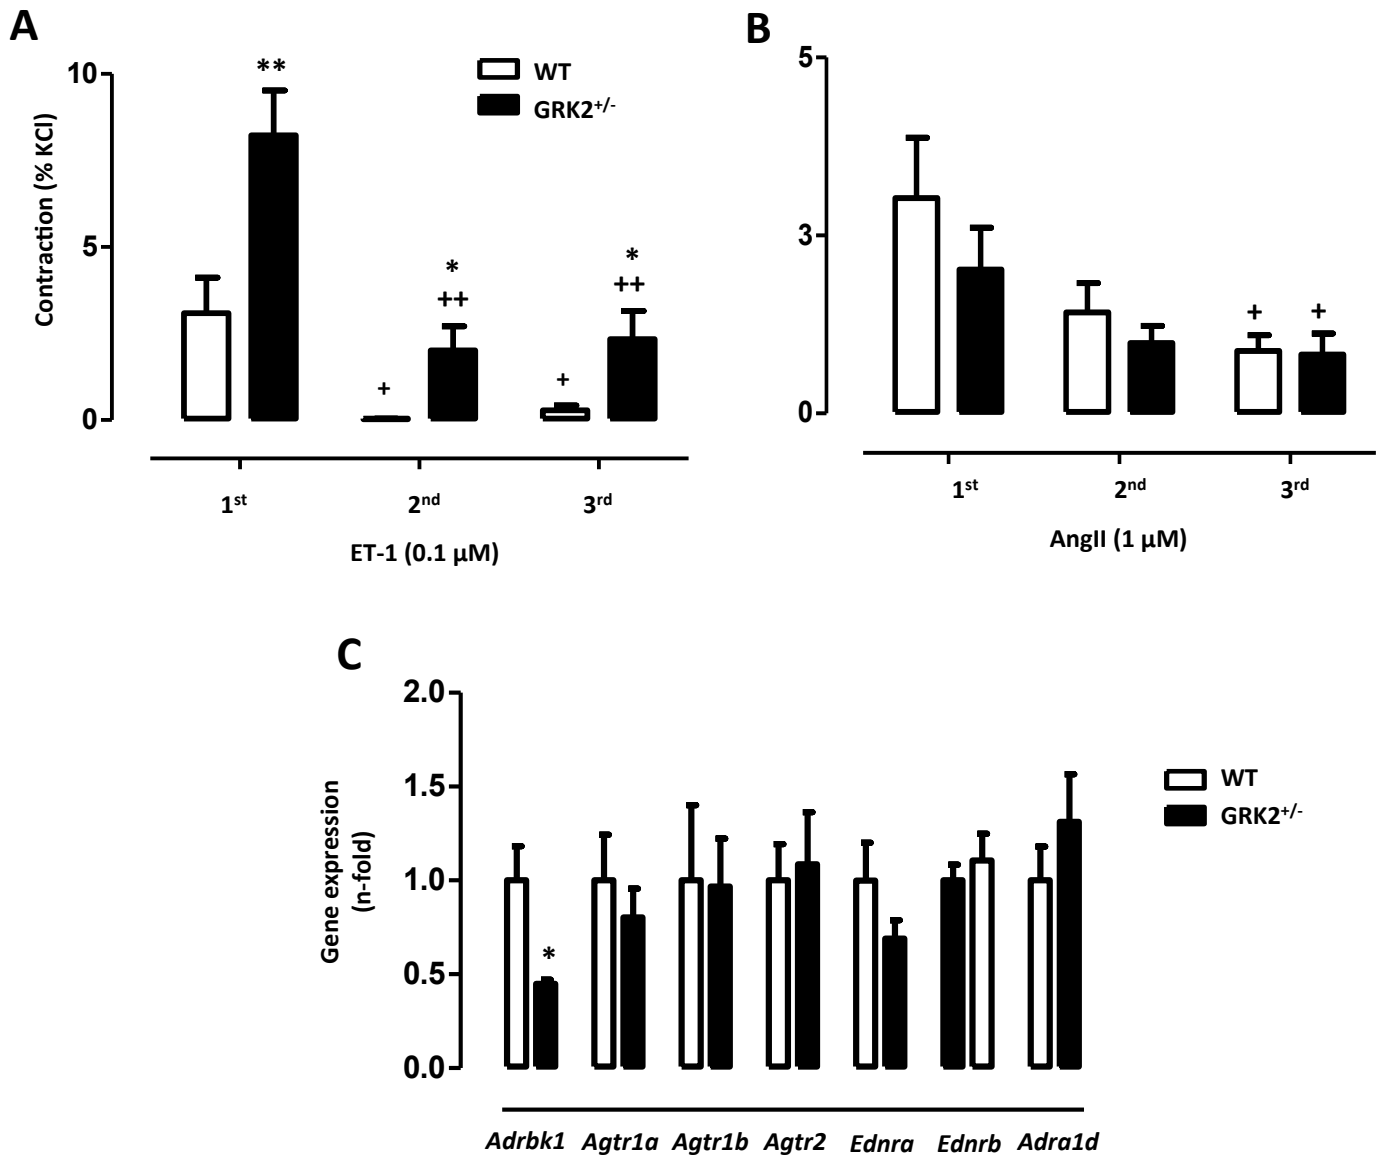 A
Contraction (% KCl)
10
5
0
**
+
*
++
+
*
++
WT
GRK2+/-
1st 2nd 3rd
ET-1 (0.1 µM)
B
5
3
0
+ +
1st 2nd 3rd
AngII (1 µM)
C
Gene expression
(n-fold)
2.0
1.5
1.0
0.5
0.0
*
WT
GRK2+/-
Adrbk1 Agtr1a Agtr1b Agtr2 Ednra Ednrb Adra1d